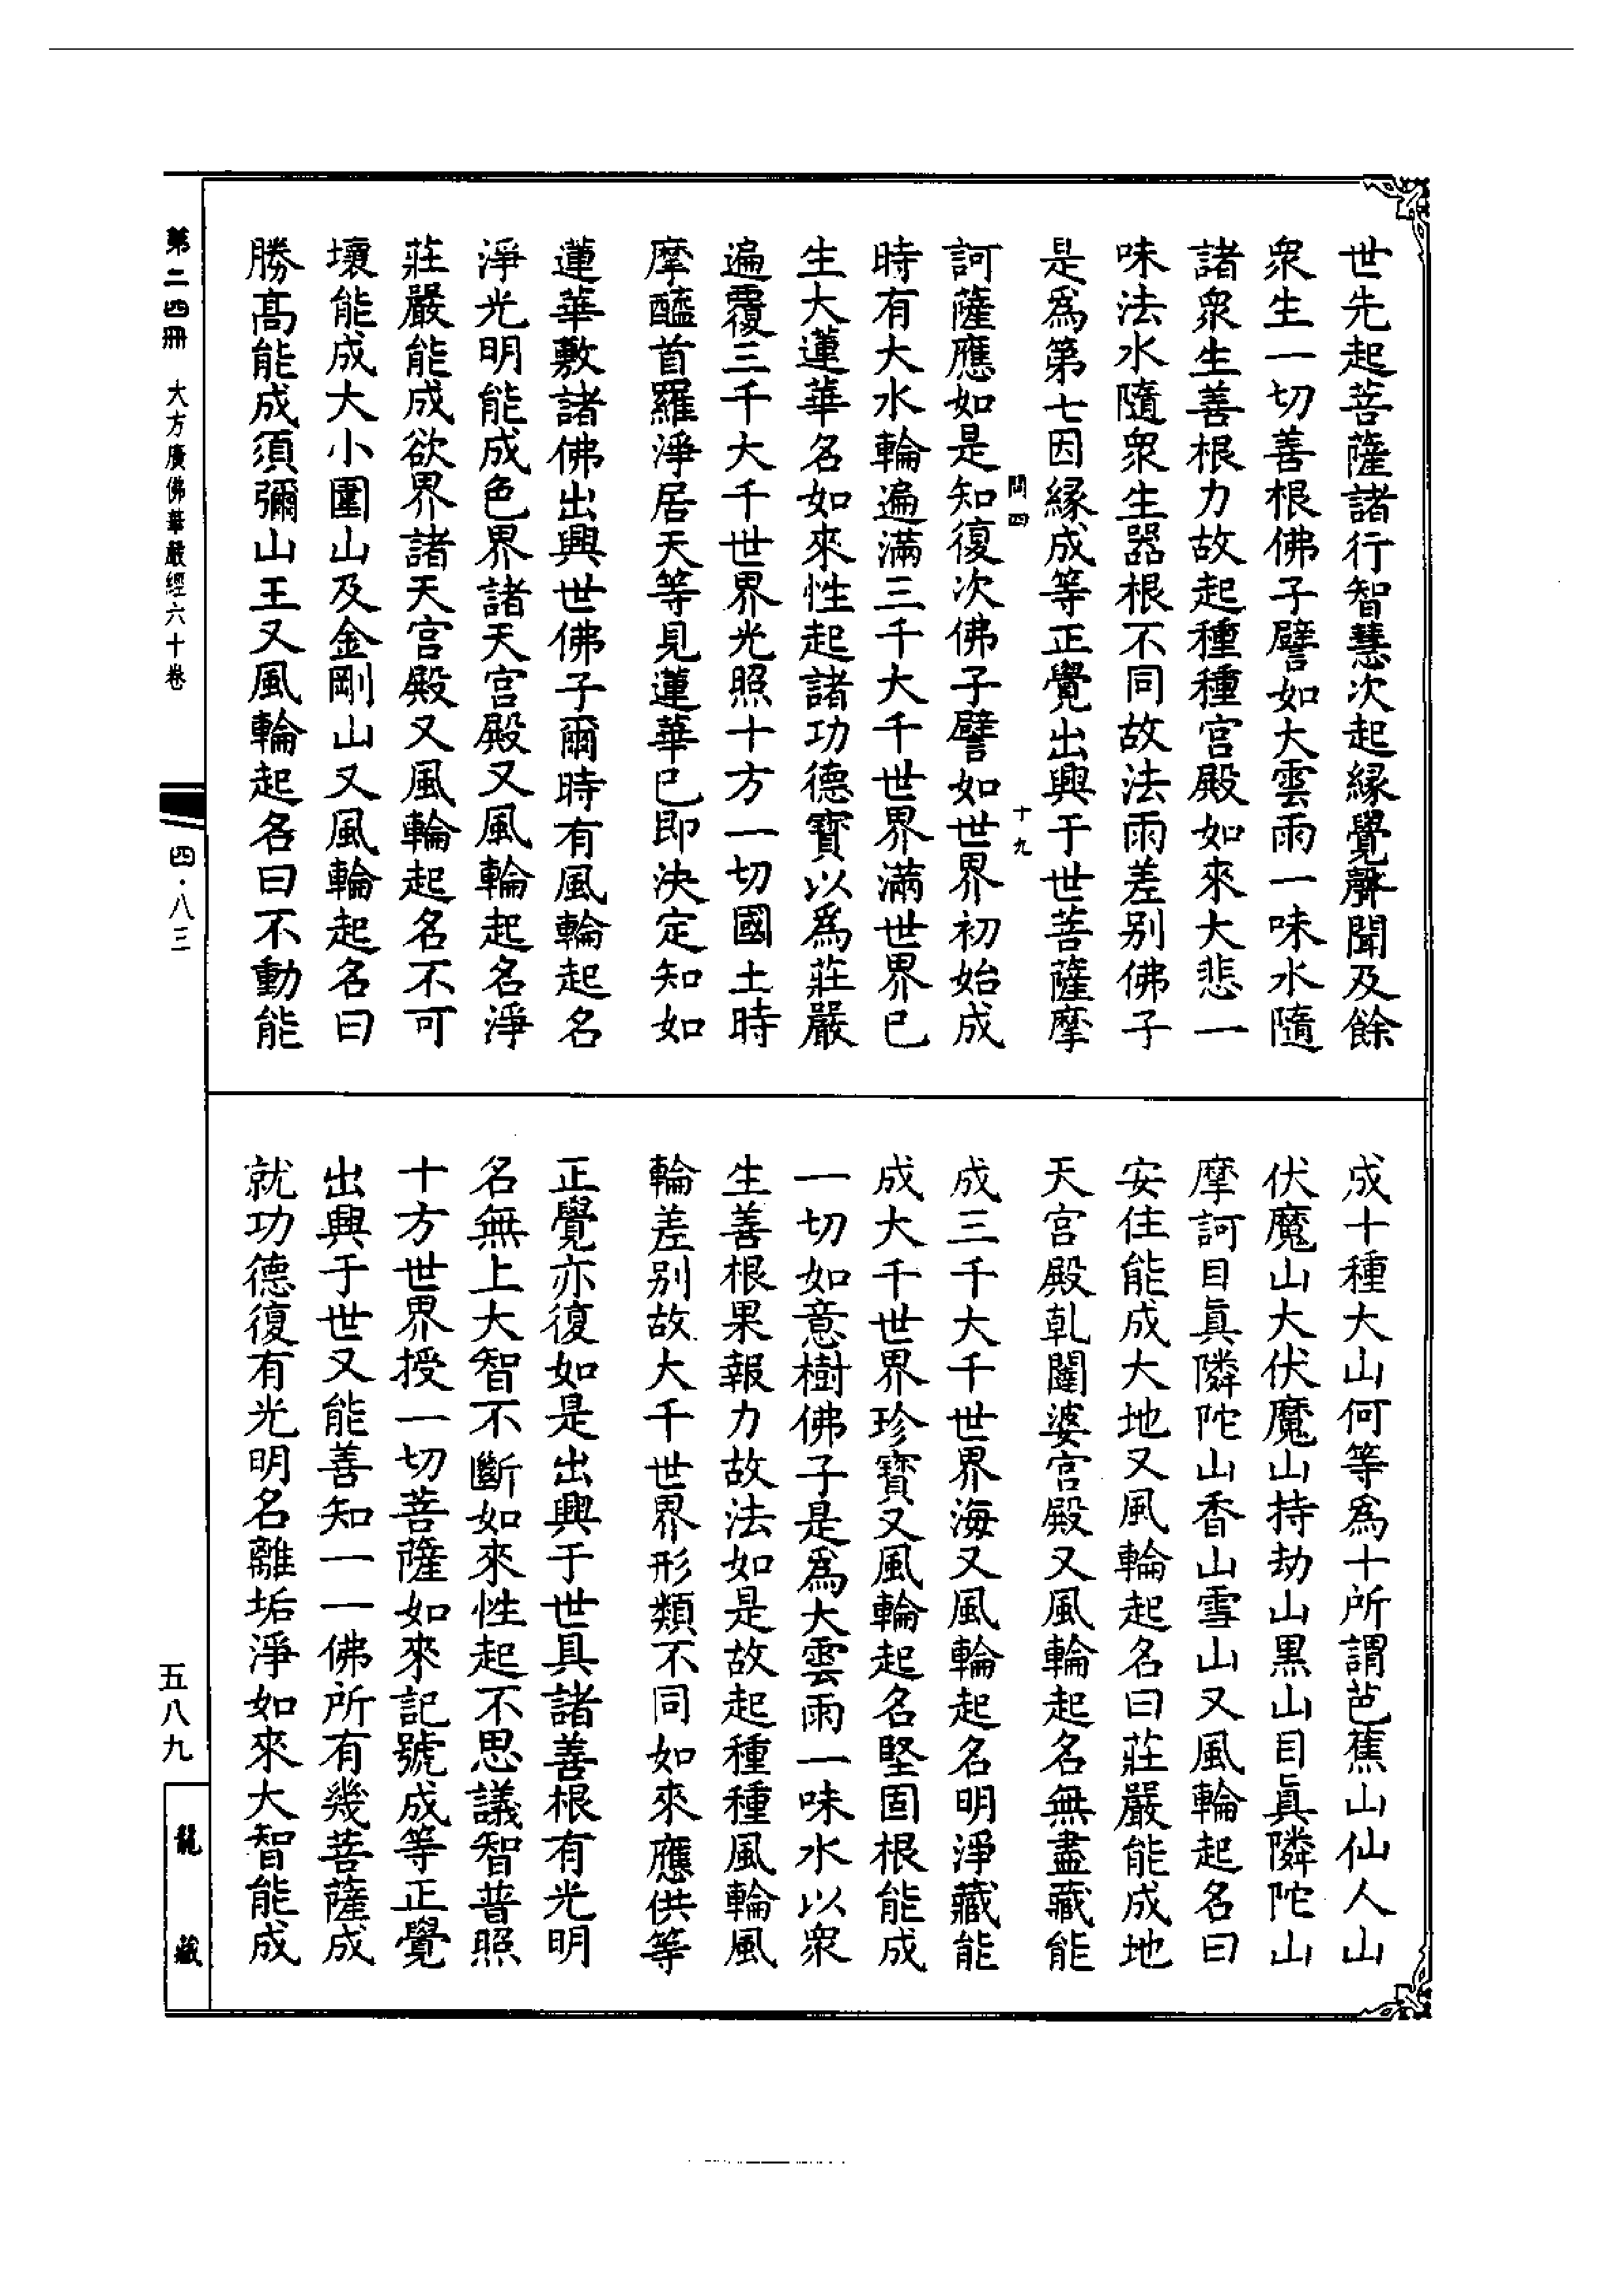 世先起菩薩諸行智慧次起縁覺聲聞及餘
衆生一切善根佛子譬如大雲雨一味水隨
諸衆生善根力故起種種宮殿如來大悲一
味法水隨衆生器根不同故法雨差别佛子
是爲第七因縁成等正覺出興于世菩薩摩
問四
十九
訶薩應如是知復次佛子譬如世界初始成
時有大水輪遍滿三千大千世界滿世界已
生大蓮華名如來性起諸功德寶以爲莊嚴
遍覆三千大千世界光照十方一切國土時
摩醯首羅淨居天等見蓮華已即決定知如
蓮華敷諸佛出興世佛子爾時有風輪起名
淨光明能成色界諸天宮殿又風輪起名淨
莊嚴能成欲界諸天宮殿又風輪起名不可
壞能成大小圍山及金剛山又風輪起名曰
勝髙能成須彌山王又風輪起名曰不動能
成十種大山何等爲十所謂芭蕉山仙人山
伏魔山大伏魔山持劫山黒山目眞隣陀山
摩訶目眞隣陀山香山雪山又風輪起名曰
安住能成大地又風輪起名曰莊嚴能成地
天宮殿乹闥婆宮殿又風輪起名無盡藏能
成三千大千世界海又風輪起名明淨藏能
成大千世界珍寳又風輪起名堅固根能成
一切如意樹佛子是爲大雲雨一味水以衆
生善根果報力故法如是故起種種風輪風
輪差别故大千世界形類不同如來應供等
正覺亦復如是出興于世具諸善根有光明
名無上大智不斷如來性起不思議智普照
十方世界授一切菩薩如來記號成等正覺
出興于世又能善知一一佛所有幾菩薩成
就功德復有光明名離垢淨如來大智能成
第二四冊 大方廣佛華嚴經六十卷
四·八三
五八九
龍藏